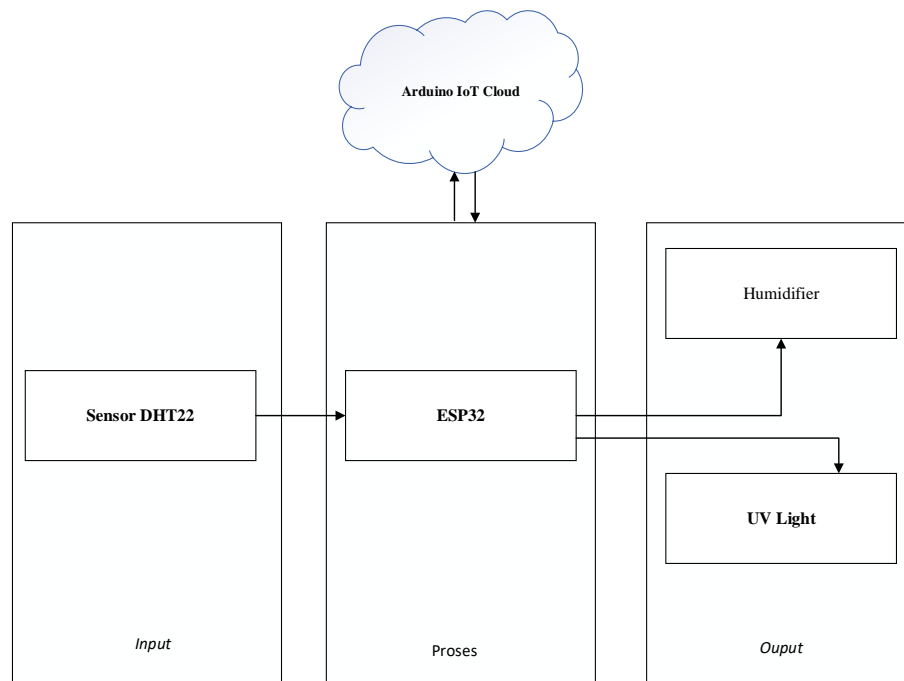 Arduino IoT Cloud
Humidifier
Sensor DHT22
ESP32
UV Light
Input
Proses
Ouput